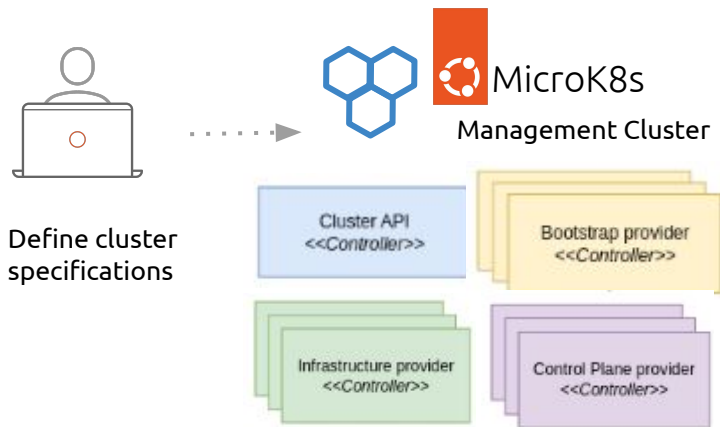 MicroK8s
Management Cluster
Define cluster
specifications
Cluster API
<<Controller>>
Bootstrap provider
<<Controller>>
Infrastructure provider
<<Controller>>
Control Plane provider
<<Controller>>